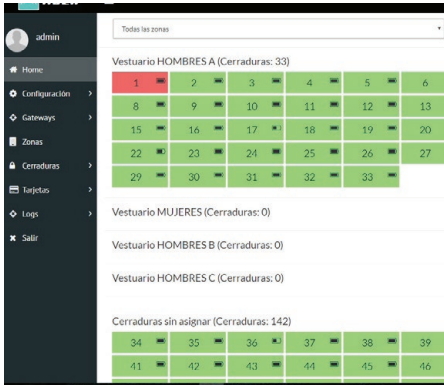 admin
Todas las zonas
Home
Configuración
Gateways
Zonas
Cerraduras
Tarjetas
Logs
Salir
Vestuario HOMBRES A (Cerraduras: 33)
1 2 3 4 5 6
8 9 10 11 12 13
15 16 17 18 19 20
22 23 24 25 26 27
29 30 31 32 33
Vestuario MUJERES (Cerraduras: 0)
Vestuario HOMBRES B (Cerraduras: 0)
Vestuario HOMBRES C (Cerraduras: 0)
Cerraduras sin asignar (Cerraduras: 142)
34 35 36 37 38 39
41 42 43 44 45 46